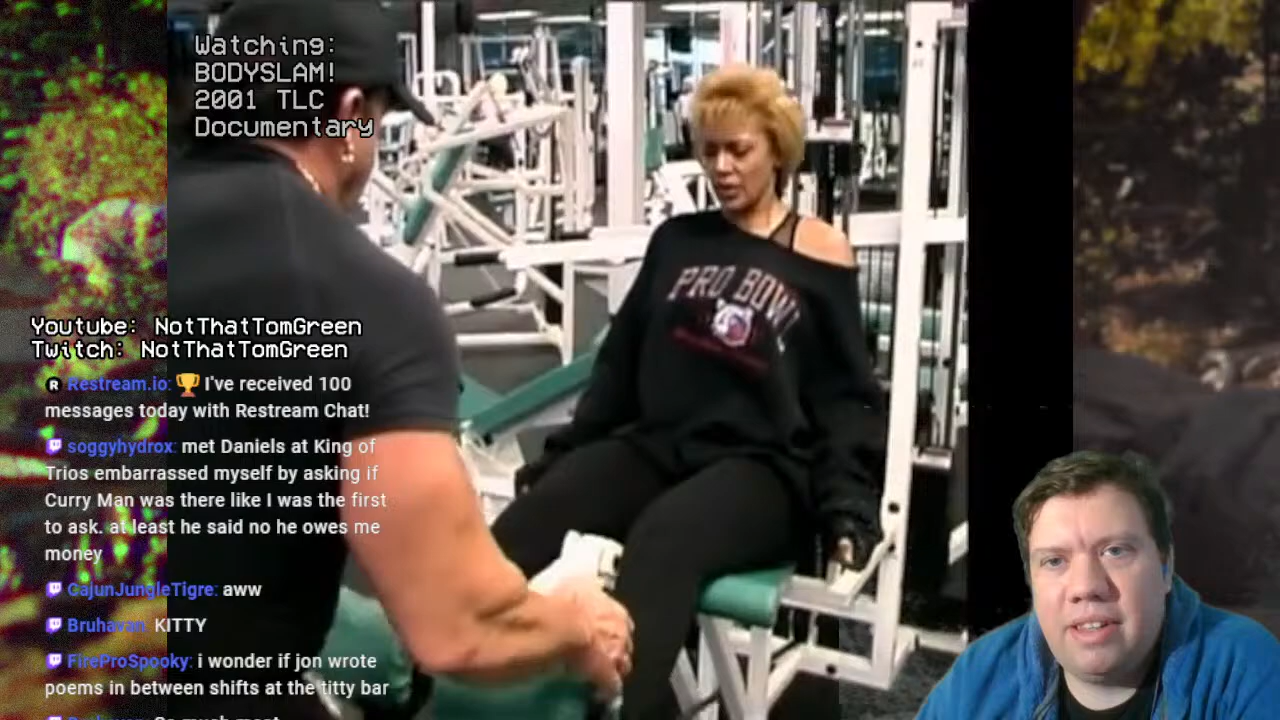 Watching:
BODYSLAM!
2001 TLC
Documentary
PRO BOWL
Youtube: NotThatTomGreen
Twitch: NotThatTomGreen
Restream.io: 🏆 I've received 100
messages today with Restream Chat!
soggyhydrox: met Daniels at King of
Trios embarrassed myself by asking if
Curry Man was there like I was the first
to ask. at least he said no he owes me
money
CajunJungleTigre: aww
Bruhavan: KITTY
FireProSpooky: i wonder if jon wrote
poems in between shifts at the titty bar